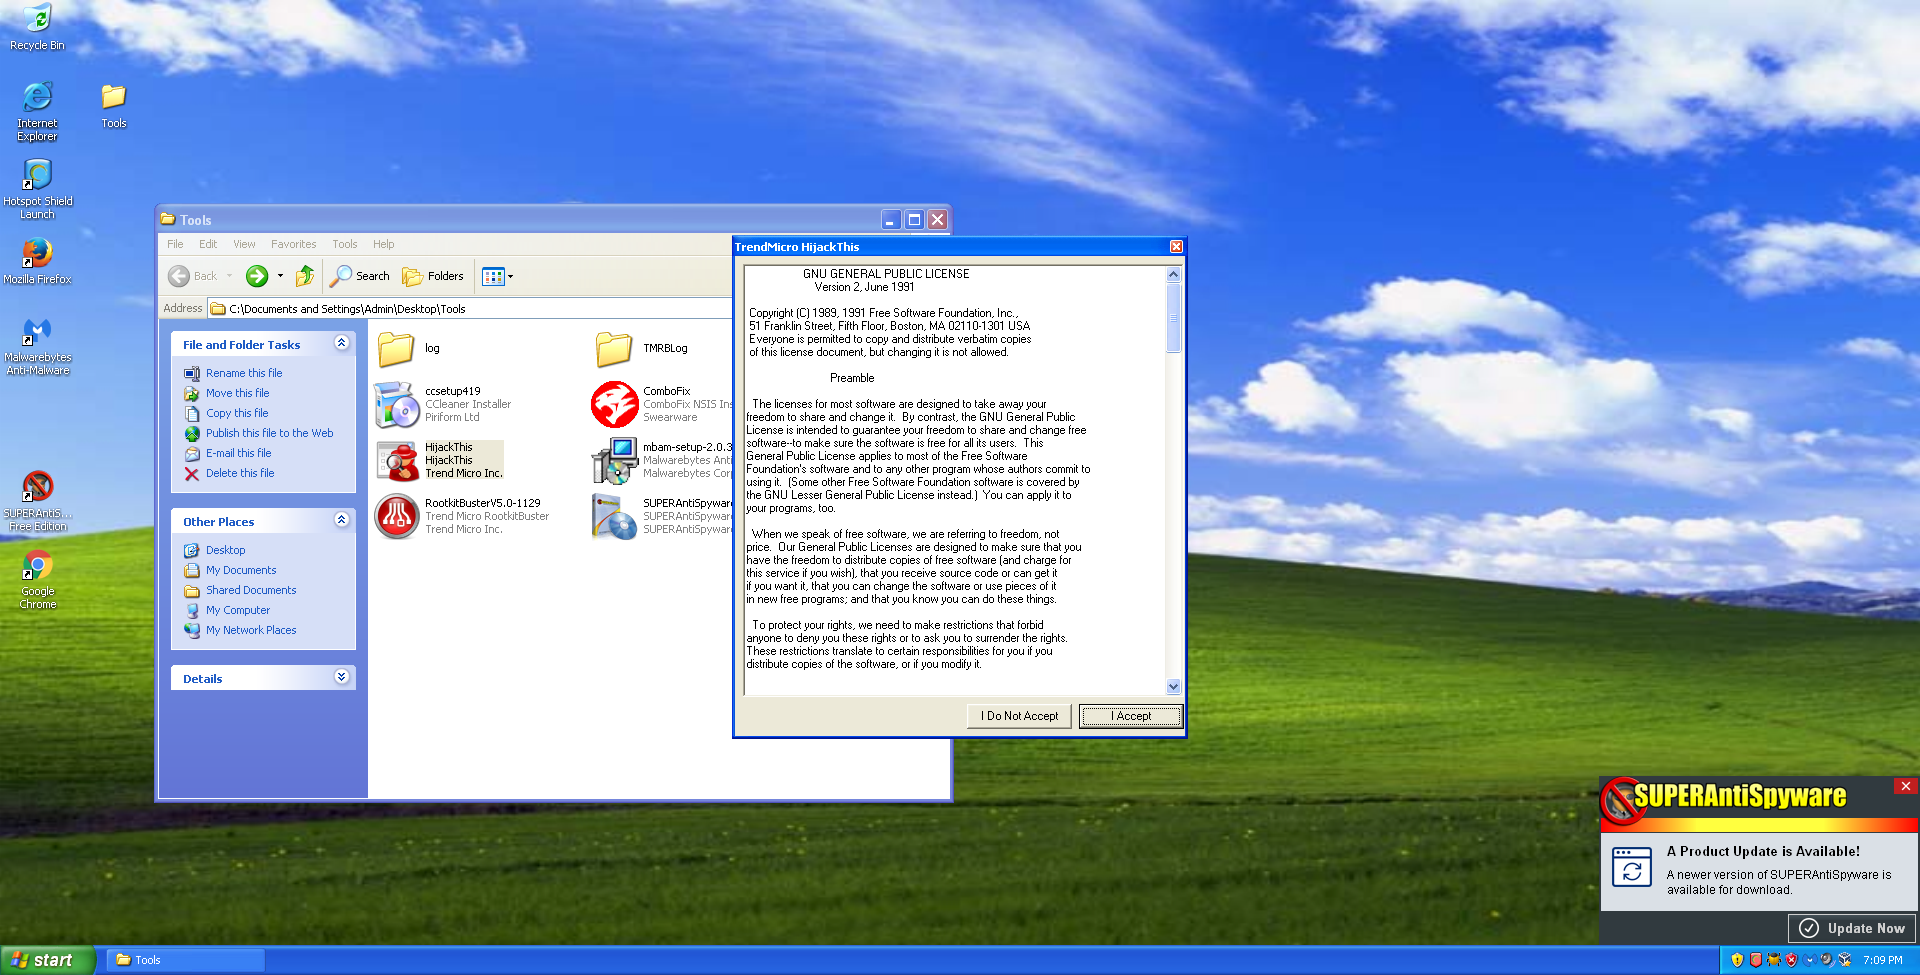 Recycle Bin
Internet
Explorer
Tools
Hotspot Shield
Launch
Mozilla Firefox
Malwarebytes
Anti-Malware
SUPERAntiS...
Free Edition
Google
Chrome
Tools
File Edit View Favorites Tools Help
Back Search Folders
Address C:\Documents and Settings\Admin\Desktop\Tools
File and Folder Tasks
Rename this file
Move this file
Copy this file
Publish this file to the Web
E-mail this file
Delete this file
Other Places
Desktop
My Documents
Shared Documents
My Computer
My Network Places
Details
log
TMRBLog
ccsetup419
CCleaner Installer
Piriform Ltd
ComboFix
ComboFix NSIS Ins
Swearware
HijackThis
HijackThis
Trend Micro Inc.
mbam-setup-2.0.3
Malwarebytes Anti
Malwarebytes Corp
RootkitBusterV5.0-1129
Trend Micro RootkitBuster
Trend Micro Inc.
SUPERAntiSpyware
SUPERAntiSpyware
SUPERAntiSpyware
TrendMicro HijackThis
GNU GENERAL PUBLIC LICENSE
Version 2, June 1991
Copyright (C) 1989, 1991 Free Software Foundation, Inc.,
51 Franklin Street, Fifth Floor, Boston, MA 02110-1301 USA
Everyone is permitted to copy and distribute verbatim copies
of this license document, but changing it is not allowed.
Preamble
The licenses for most software are designed to take away your
freedom to share and change it. By contrast, the GNU General Public
License is intended to guarantee your freedom to share and change free
software--to make sure the software is free for all its users. This
General Public License applies to most of the Free Software
Foundation's software and to any other program whose authors commit to
using it. (Some other Free Software Foundation software is covered by
the GNU Lesser General Public License instead.) You can apply it to
your programs, too.
When we speak of free software, we are referring to freedom, not
price. Our General Public Licenses are designed to make sure that you
have the freedom to distribute copies of free software (and charge for
this service if you wish), that you receive source code or can get it
if you want it, that you can change the software or use pieces of it
in new free programs; and that you know you can do these things.
To protect your rights, we need to make restrictions that forbid
anyone to deny you these rights or to ask you to surrender the rights.
These restrictions translate to certain responsibilities for you if you
distribute copies of the software, or if you modify it.
I Do Not Accept
I Accept
SUPERAntiSpyware
A Product Update is Available!
A newer version of SUPERAntiSpyware is
available for download.
Update Now
start
Tools
7:09 PM